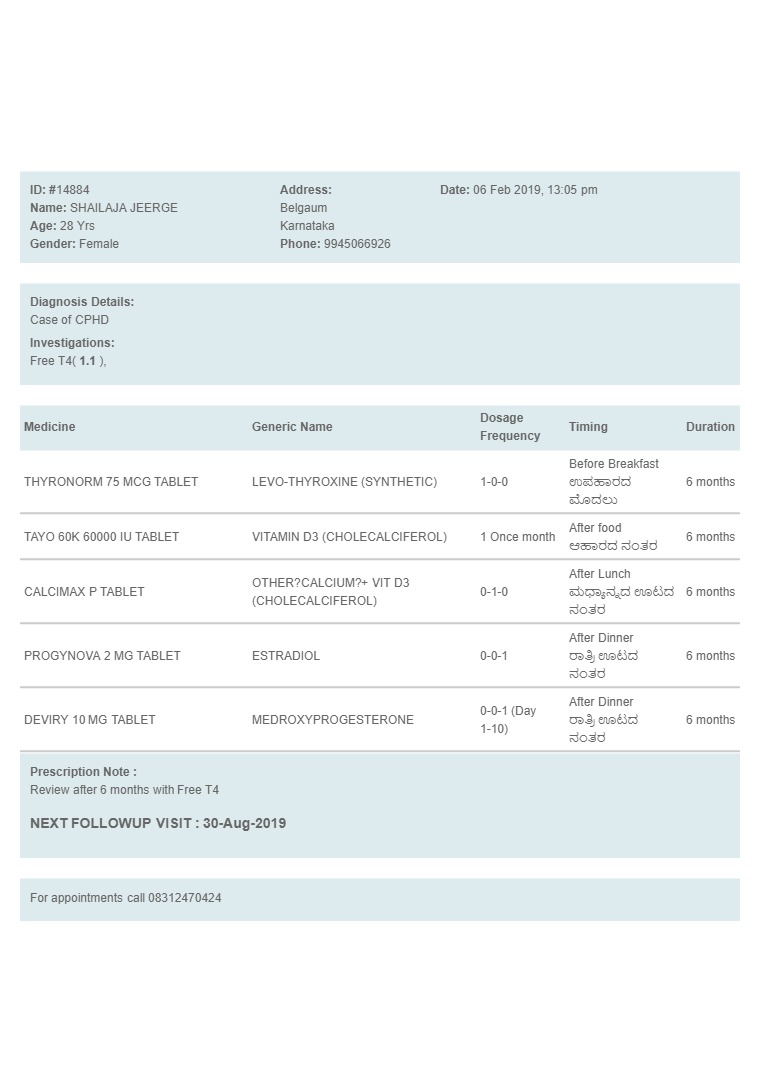 ID: #14884
Name: SHAILAJA JEERGE
Age: 28 Yrs
Gender: Female
Address:
Belgaum
Karnataka
Phone: 9945066926
Date: 06 Feb 2019, 13:05 pm
Diagnosis Details:
Case of CPHD
Investigations:
Free T4( 1.1 ),
Medicine Generic Name Dosage Frequency Timing Duration
THYRONORM 75 MCG TABLET LEVO-THYROXINE (SYNTHETIC) 1-0-0 Before Breakfast 6 months
ಉಪಹಾರದ
ಮೊದಲು
TAYO 60K 60000 IU TABLET VITAMIN D3 (CHOLECALCIFEROL) 1 Once month After food 6 months
ಆಹಾರದ ನಂತರ
CALCIMAX P TABLET OTHER?CALCIUM?+ VIT D3 (CHOLECALCIFEROL) 0-1-0 After Lunch 6 months
ಮಧ್ಯಾನ್ನದ ಊಟದ
ನಂತರ
PROGYNOVA 2 MG TABLET ESTRADIOL 0-0-1 After Dinner 6 months
ರಾತ್ರಿ ಊಟದ
ನಂತರ
DEVIRY 10 MG TABLET MEDROXYPROGESTERONE 0-0-1 (Day 1-10) After Dinner 6 months
ರಾತ್ರಿ ಊಟದ
ನಂತರ
Prescription Note :
Review after 6 months with Free T4
NEXT FOLLOWUP VISIT : 30-Aug-2019
For appointments call 08312470424